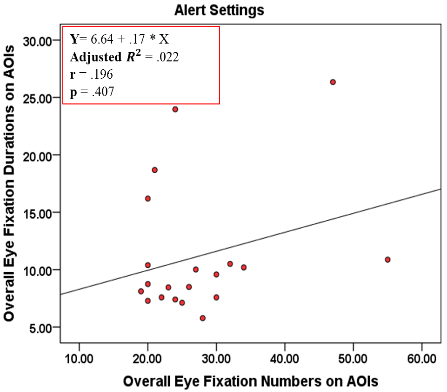 Alert Settings
Y= 6.64 + .17 * X
Adjusted R² = .022
r = .196
p = .407
Overall Eye Fixation Durations on AOIs
30.00
25.00
20.00
15.00
10.00
5.00
10.00 20.00 30.00 40.00 50.00 60.00
Overall Eye Fixation Numbers on AOIs